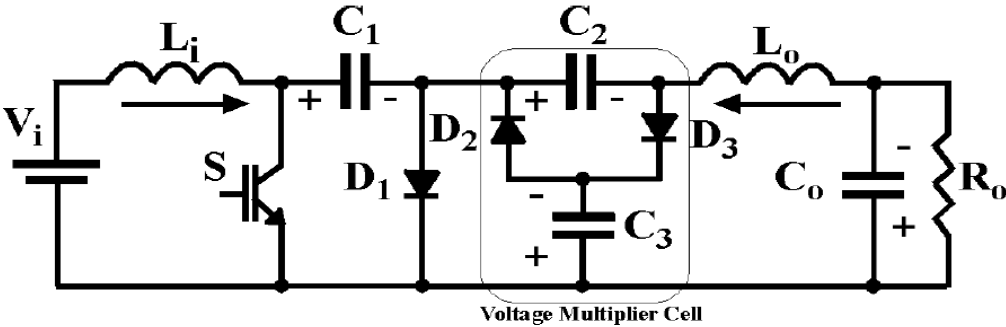 C1 C2
Li Lo
+ - + -
Vi D2 D3 -
S D1 - Co Ro
C3
+ +
Voltage Multiplier Cell